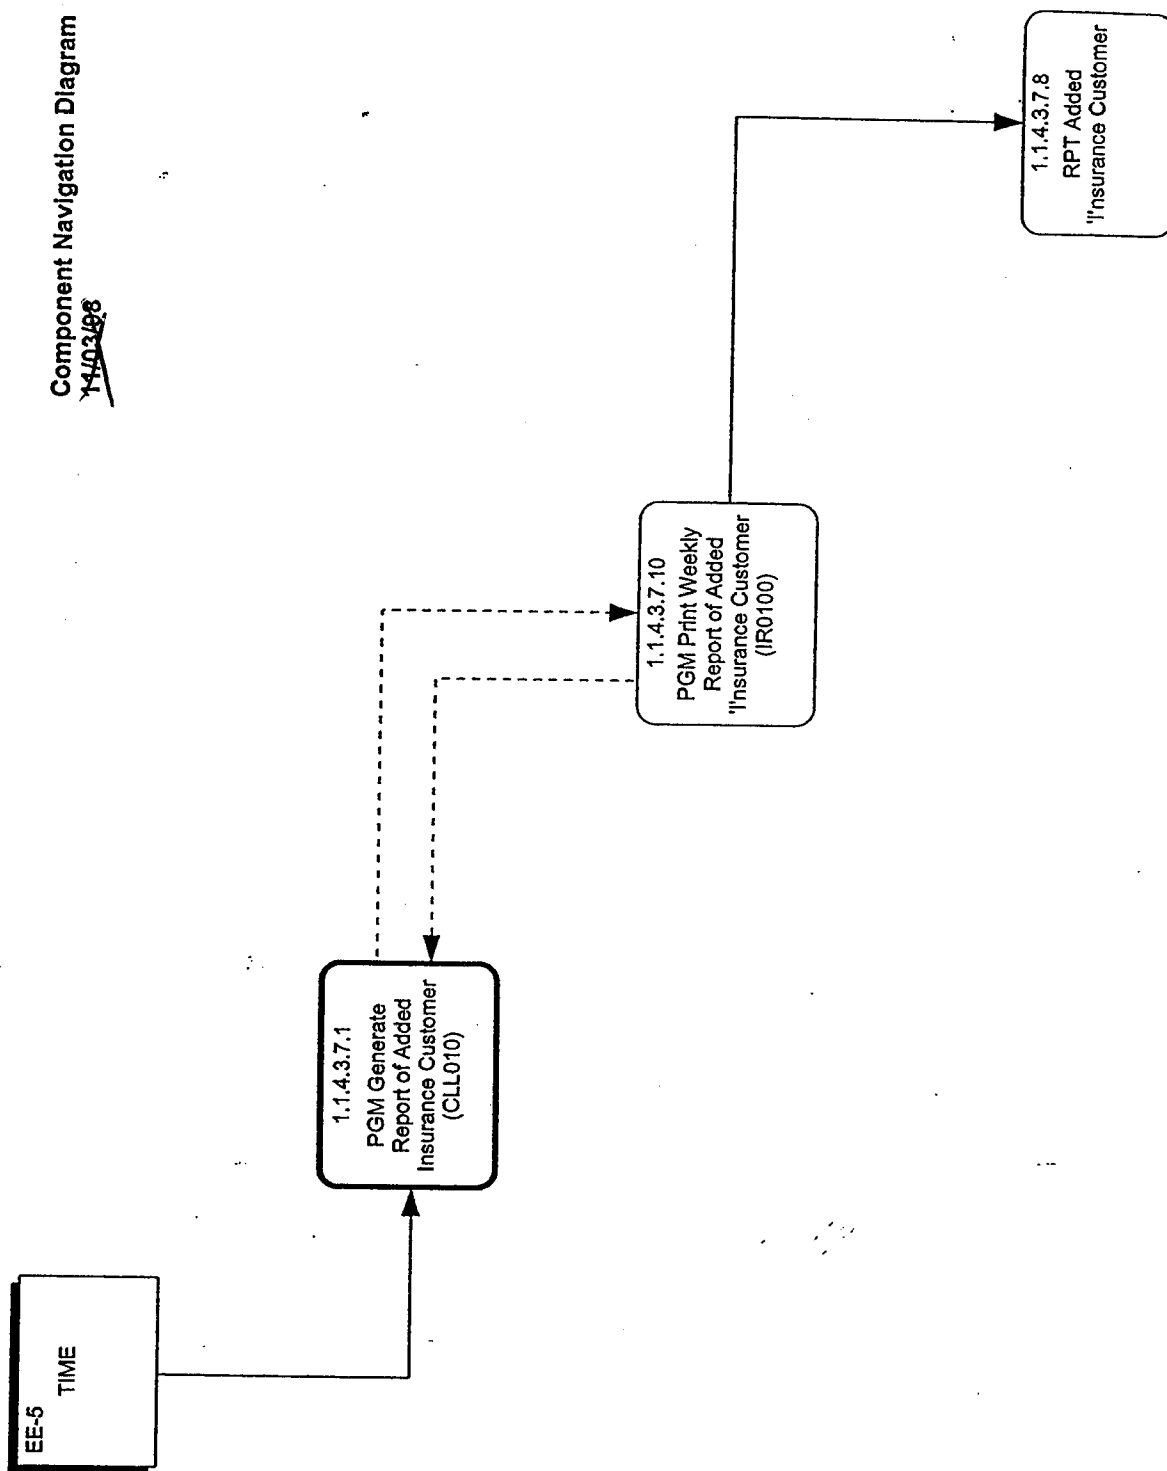 Component Navigation Diagram
EE-5
TIME
1.1.4.3.7.1
PGM Generate
Report of Added
Insurance Customer
(CLL010)
1.1.4.3.7.10
PGM Print Weekly
Report of Added
'I'nsurance Customer
(IR0100)
1.1.4.3.7.8
RPT Added
'I'nsurance Customer